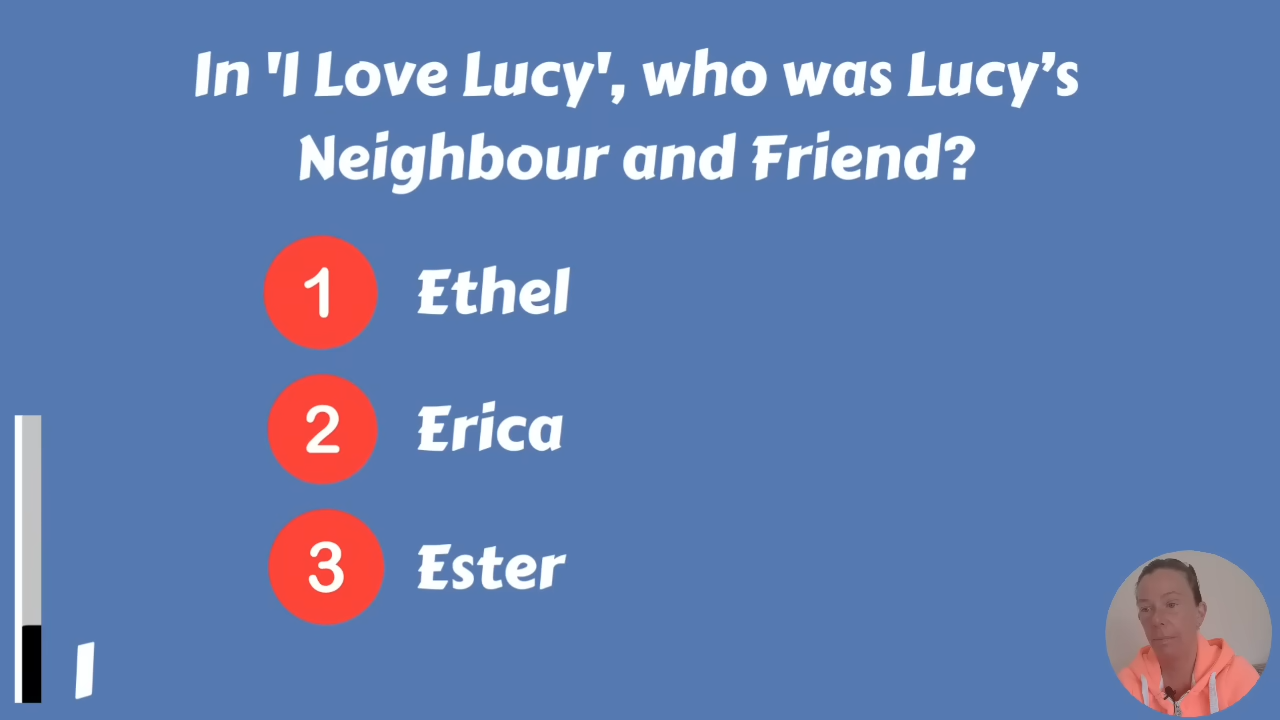 In 'I Love Lucy', who was Lucy’s
Neighbour and Friend?
1 Ethel
2 Erica
3 Ester
1